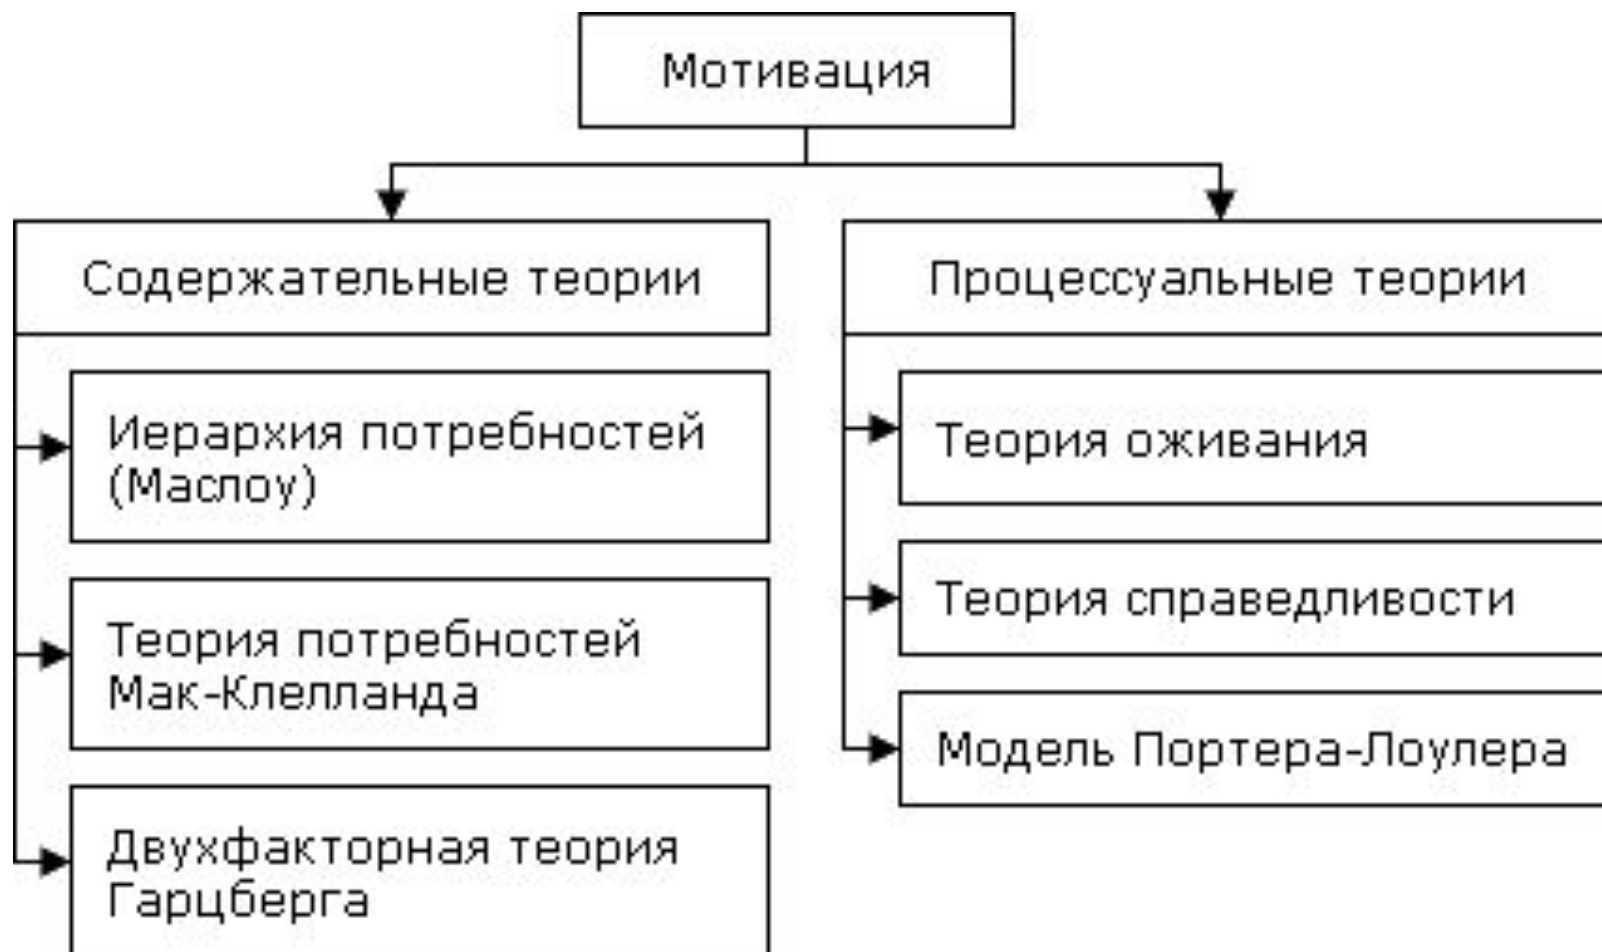 Мотивация
Содержательные теории
Иерархия потребностей
(Маслоу)
Теория потребностей
Мак-Клелланда
Двухфакторная теория
Гарцберга
Процессуальные теории
Теория оживания
Теория справедливости
Модель Портера-Лоулера